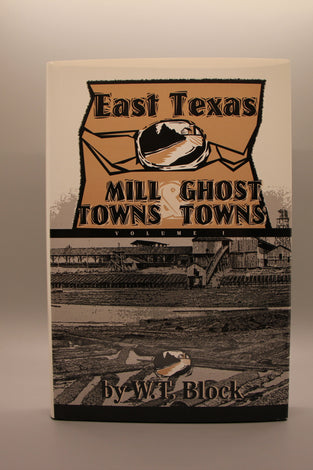 East Texas
MILL & GHOST
TOWNS TOWNS
VOLUME I
by W.T. Block